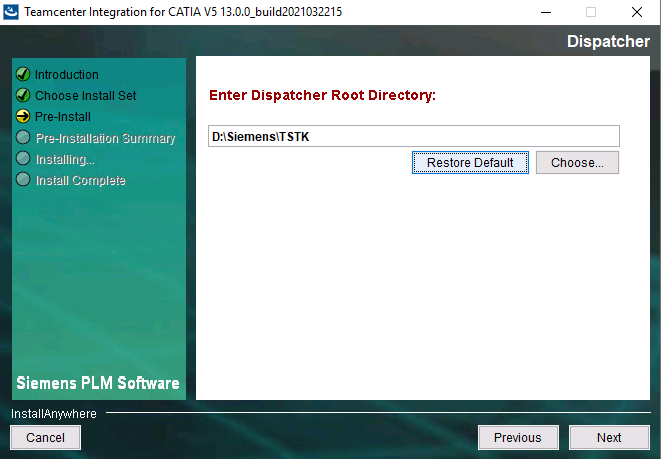 Teamcenter Integration for CATIA V5 13.0.0_build2021032215
Dispatcher
Introduction
Choose Install Set
Pre-Install
Pre-Installation Summary
Installing...
Install Complete
Siemens PLM Software
Enter Dispatcher Root Directory:
D:\Siemens\TSTK
Restore Default
Choose...
InstallAnywhere
Cancel
Previous
Next